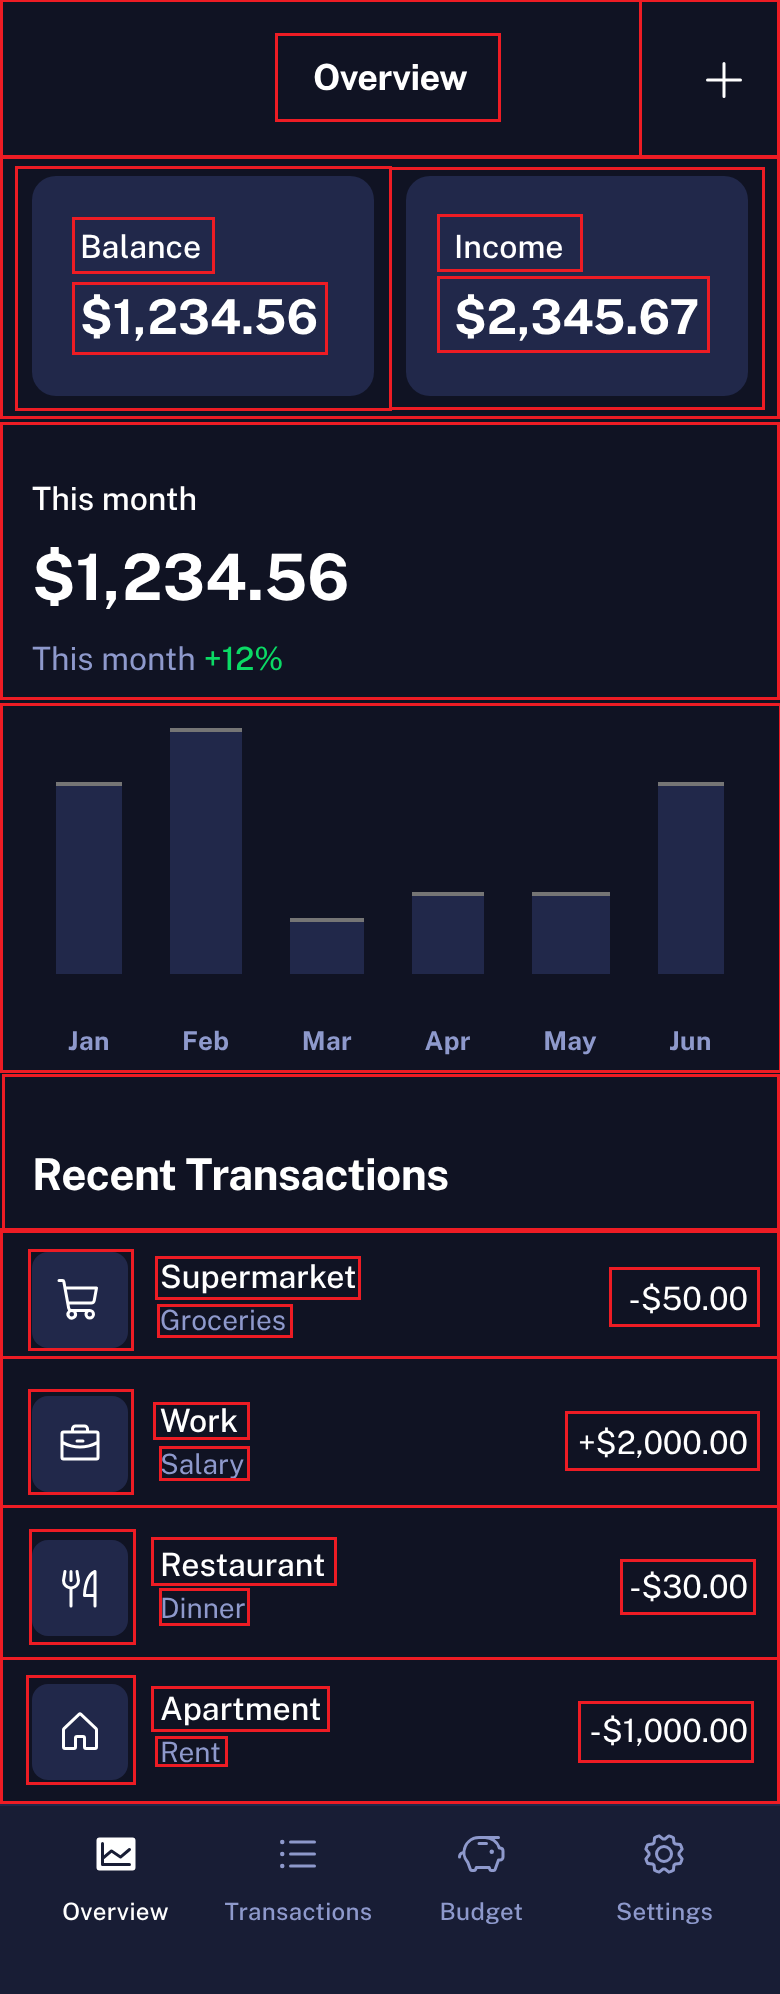 Overview
Balance
$1,234.56
Income
$2,345.67
This month
$1,234.56
This month +12%
Jan Feb Mar Apr May Jun
Recent Transactions
Supermarket
Groceries
-$50.00
Work
Salary
+$2,000.00
Restaurant
Dinner
-$30.00
Apartment
Rent
-$1,000.00
Overview Transactions Budget Settings